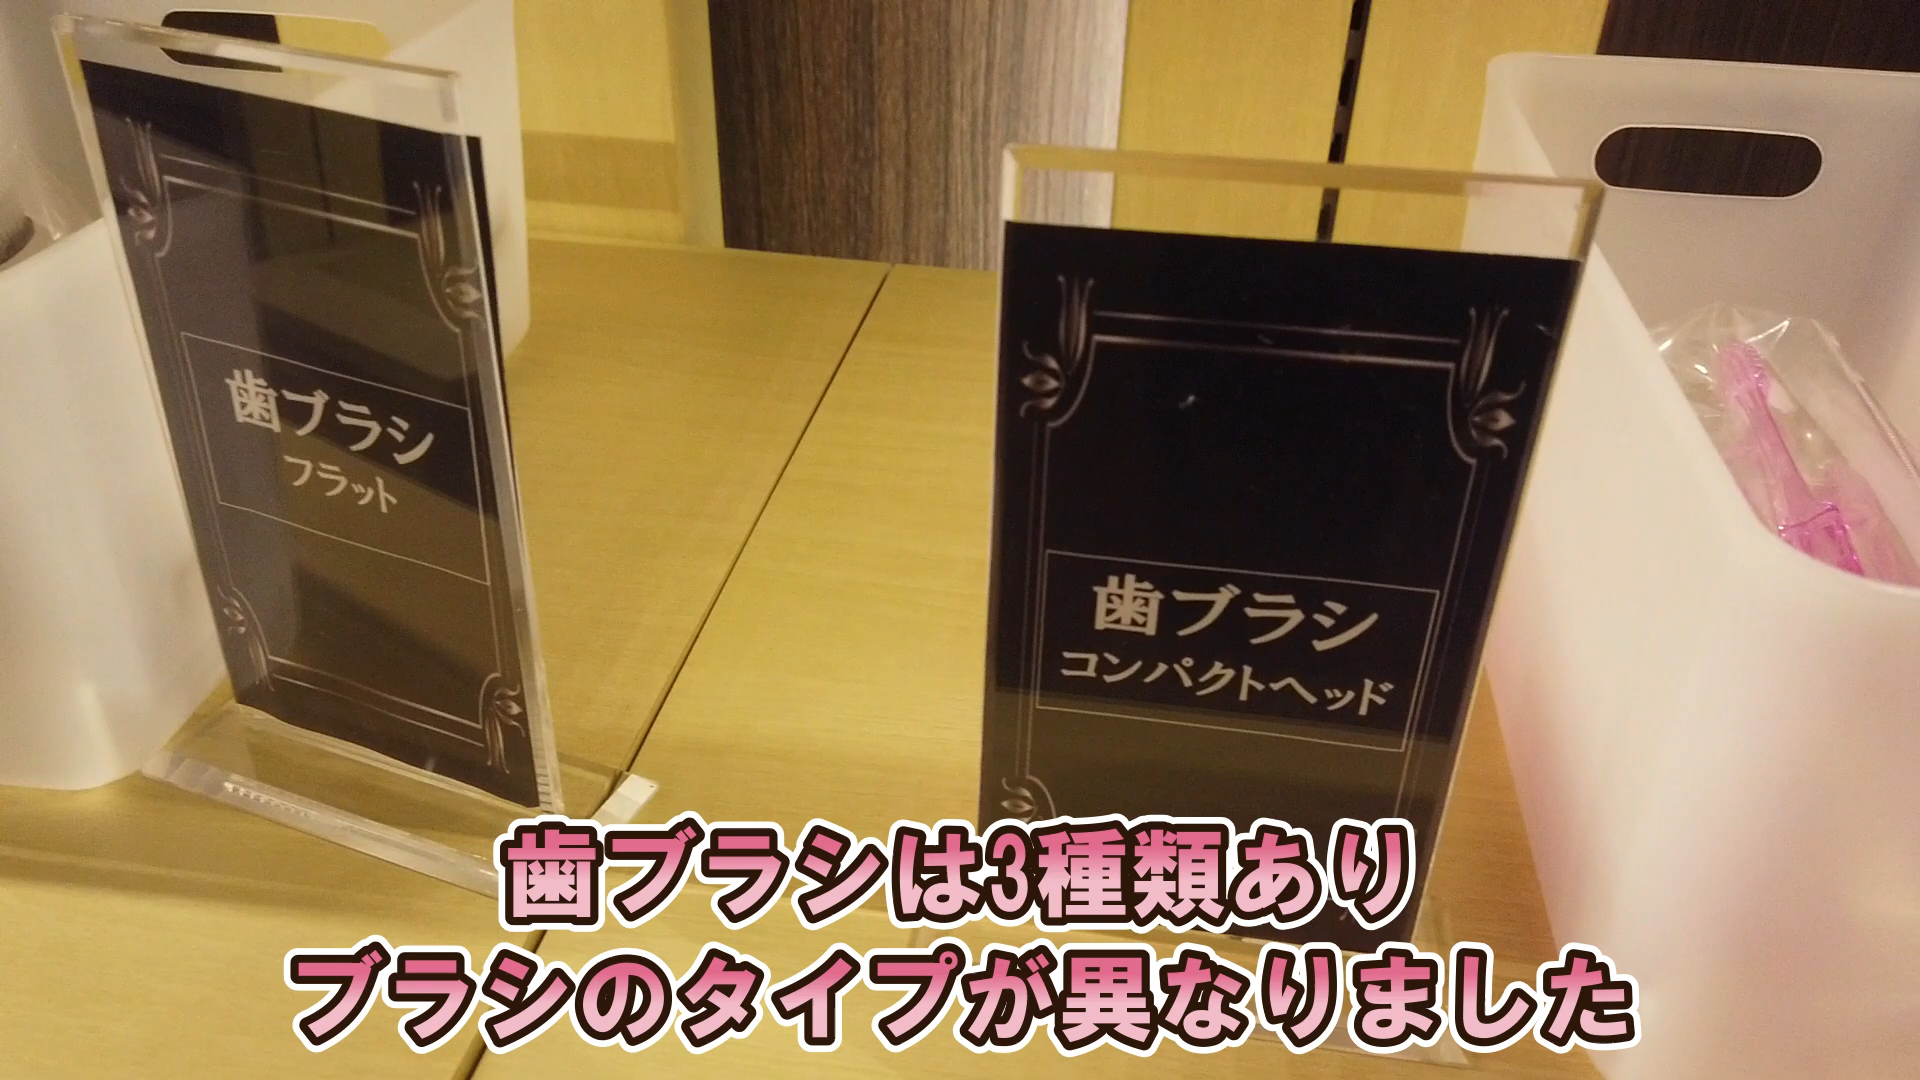 歯ブラシ
フラット
歯ブラシ
コンパクトヘッド
歯ブラシは3種類あり
ブラシのタイプが異なりました